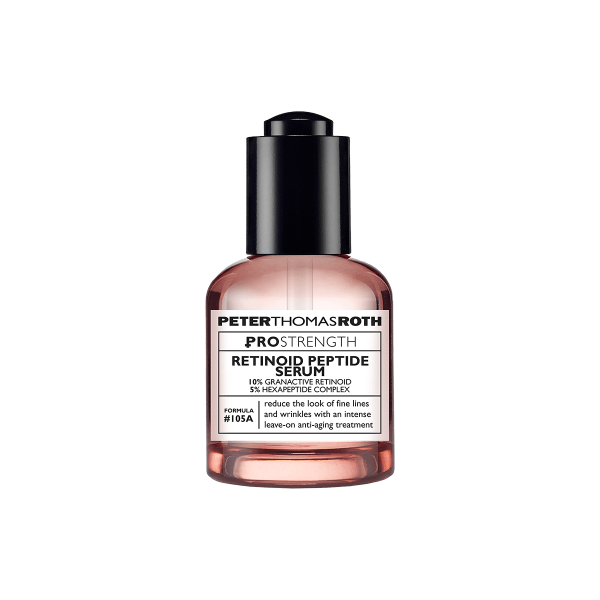 PETERTHOMASROTH
PROSTRENGTH
RETINOID PEPTIDE
SERUM
10% GRANACTIVE RETINOID
5% HEXAPEPTIDE COMPLEX
FORMULA
#105A
reduce the look of fine lines
and wrinkles with an intense
leave-on anti-aging treatment